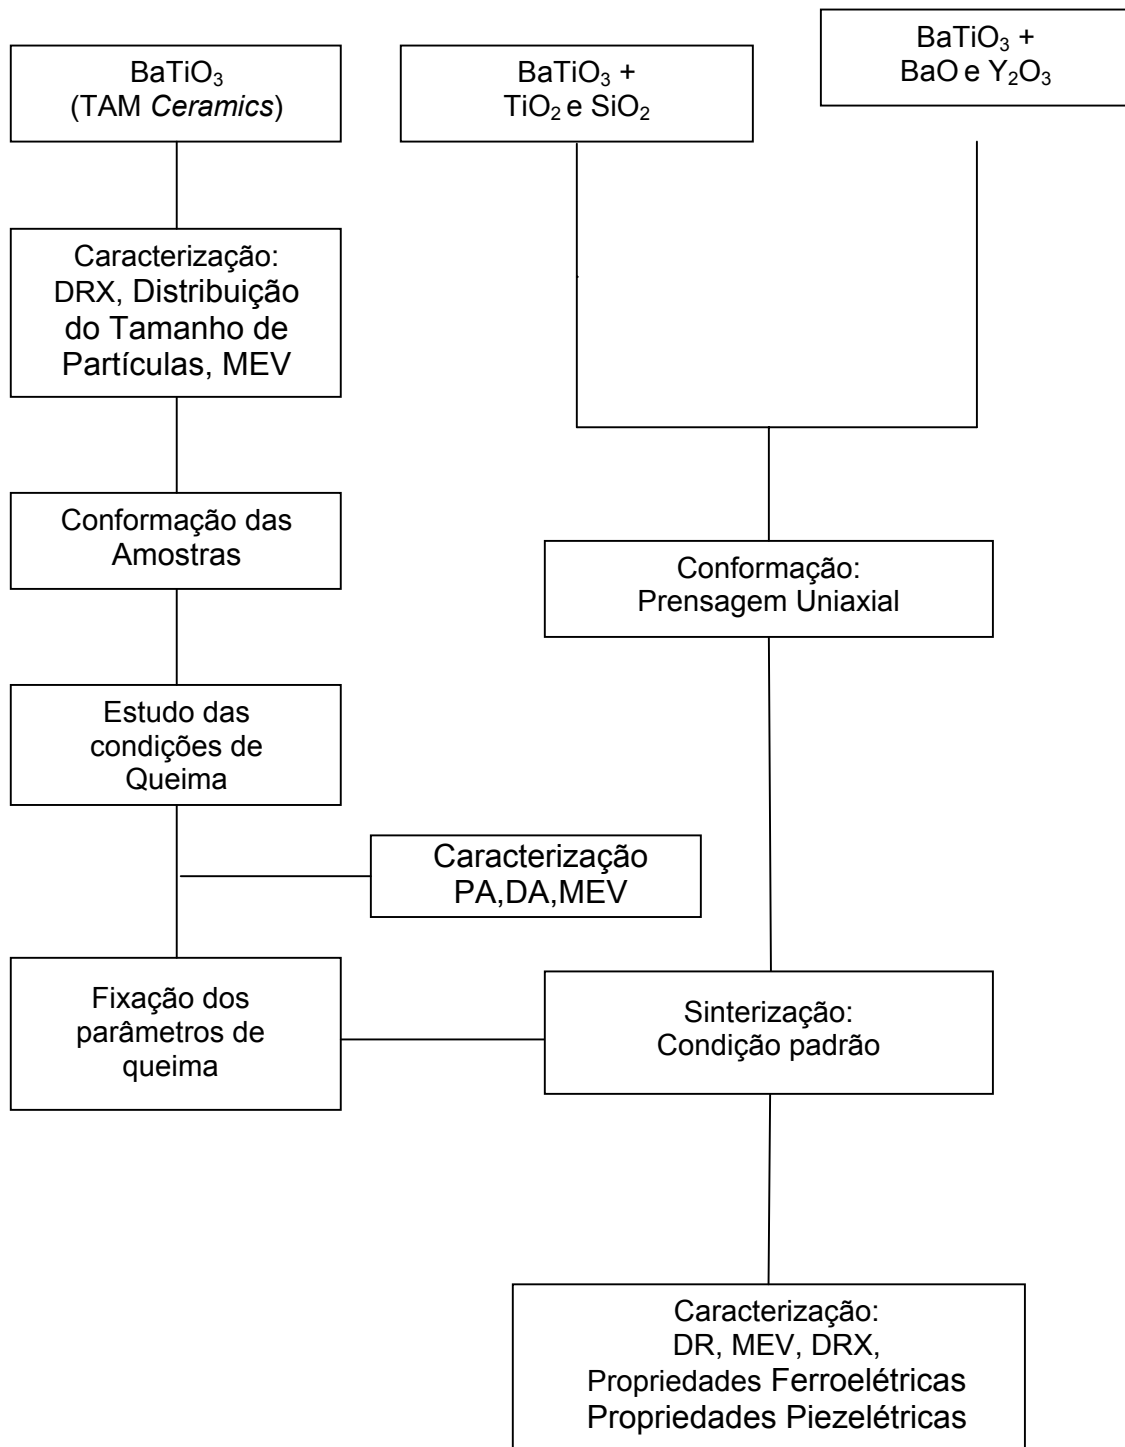 BaTiO₃
(TAM Ceramics)
BaTiO₃ +
TiO₂ e SiO₂
BaTiO₃ +
BaO e Y₂O₃
Caracterização:
DRX, Distribuição
do Tamanho de
Partículas, MEV
Conformação das
Amostras
Conformação:
Prensagem Uniaxial
Estudo das
condições de
Queima
Caracterização
PA,DA,MEV
Fixação dos
parâmetros de
queima
Sinterização:
Condição padrão
Caracterização:
DR, MEV, DRX,
Propriedades Ferroelétricas
Propriedades Piezelétricas